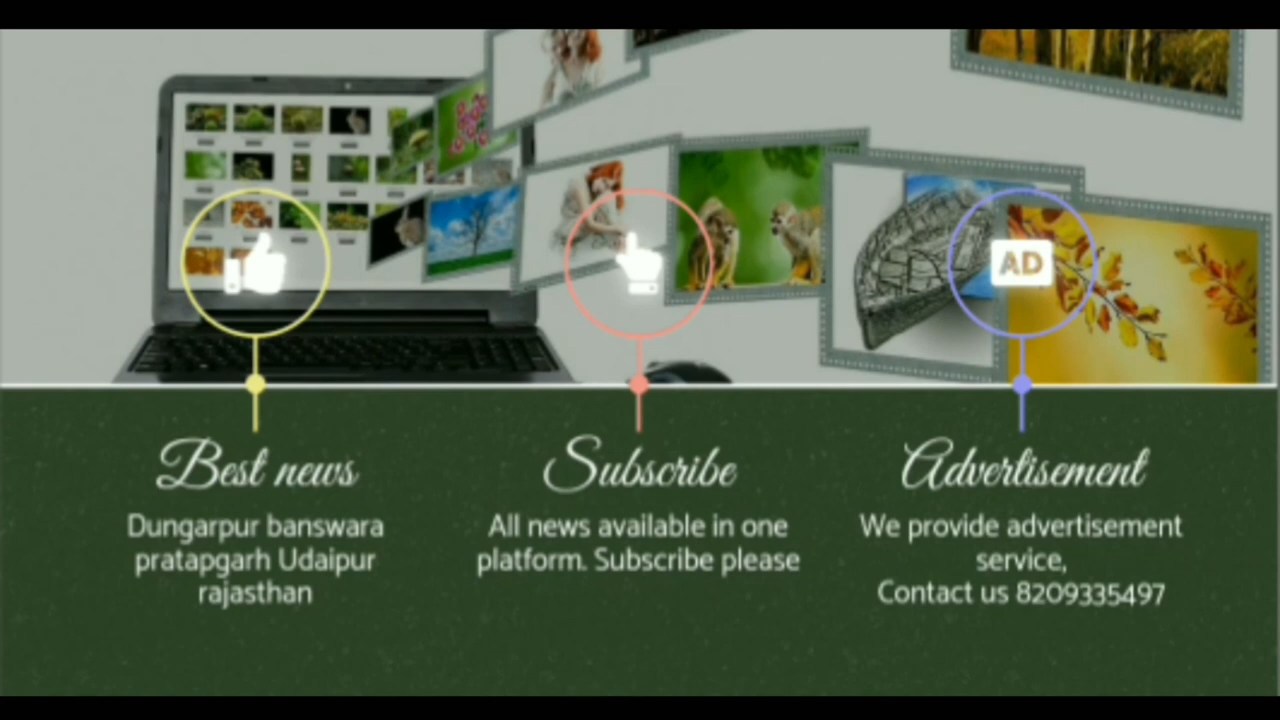 AD
Best news
Dungarpur banswara
pratapgarh Udaipur
rajasthan
Subscribe
All news available in one
platform. Subscribe please
Advertisement
We provide advertisement
service,
Contact us 8209335497